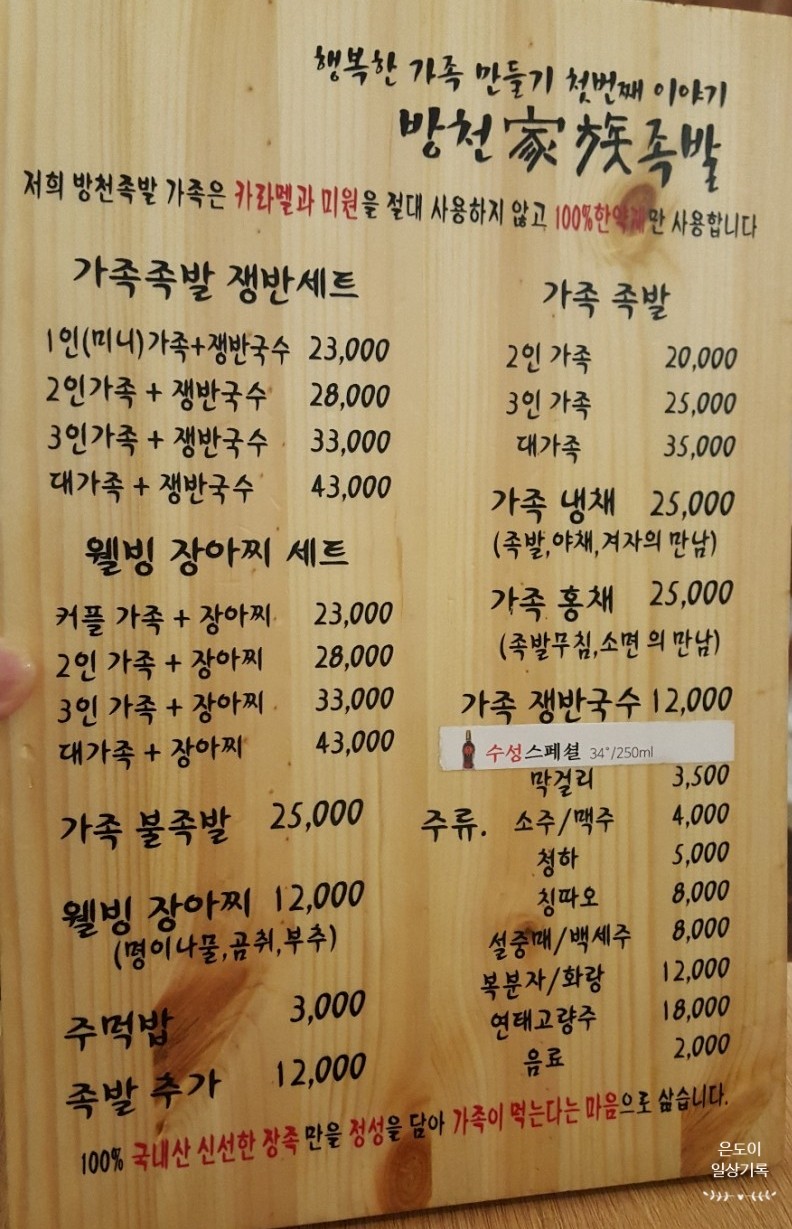 행복한 가족 만들기 첫번째 이야기
방천家族족발
저희 방천족발 가족은 카라멜과 미원을 절대 사용하지 않고 100%한약재만 사용합니다
가족족발 쟁반세트
1인(미니)가족+쟁반국수 23,000
2인가족 + 쟁반국수 28,000
3인가족 + 쟁반국수 33,000
대가족 + 쟁반국수 43,000
웰빙 장아찌 세트
커플 가족 + 장아찌 23,000
2인 가족 + 장아찌 28,000
3인 가족 + 장아찌 33,000
대가족 + 장아찌 43,000
가족 불족발 25,000
웰빙 장아찌 12,000
(명이나물,곰취,부추)
주먹밥 3,000
족발 추가 12,000
가족 족발
2인 가족 20,000
3인 가족 25,000
대가족 35,000
가족 냉채 25,000
(족발,야채,겨자의 만남)
가족 홍채 25,000
(족발무침,소면 의 만남)
가족 쟁반국수 12,000
수성스페셜 34°/250ml
막걸리 3,500
주류. 소주/맥주 4,000
청하 5,000
칭따오 8,000
설중매/백세주 8,000
복분자/화랑 12,000
연태고량주 18,000
음료 2,000
100% 국내산 신선한 장족 만을 정성을 담아 가족이 먹는다는 마음으로 삶습니다.
은도이
일상기록